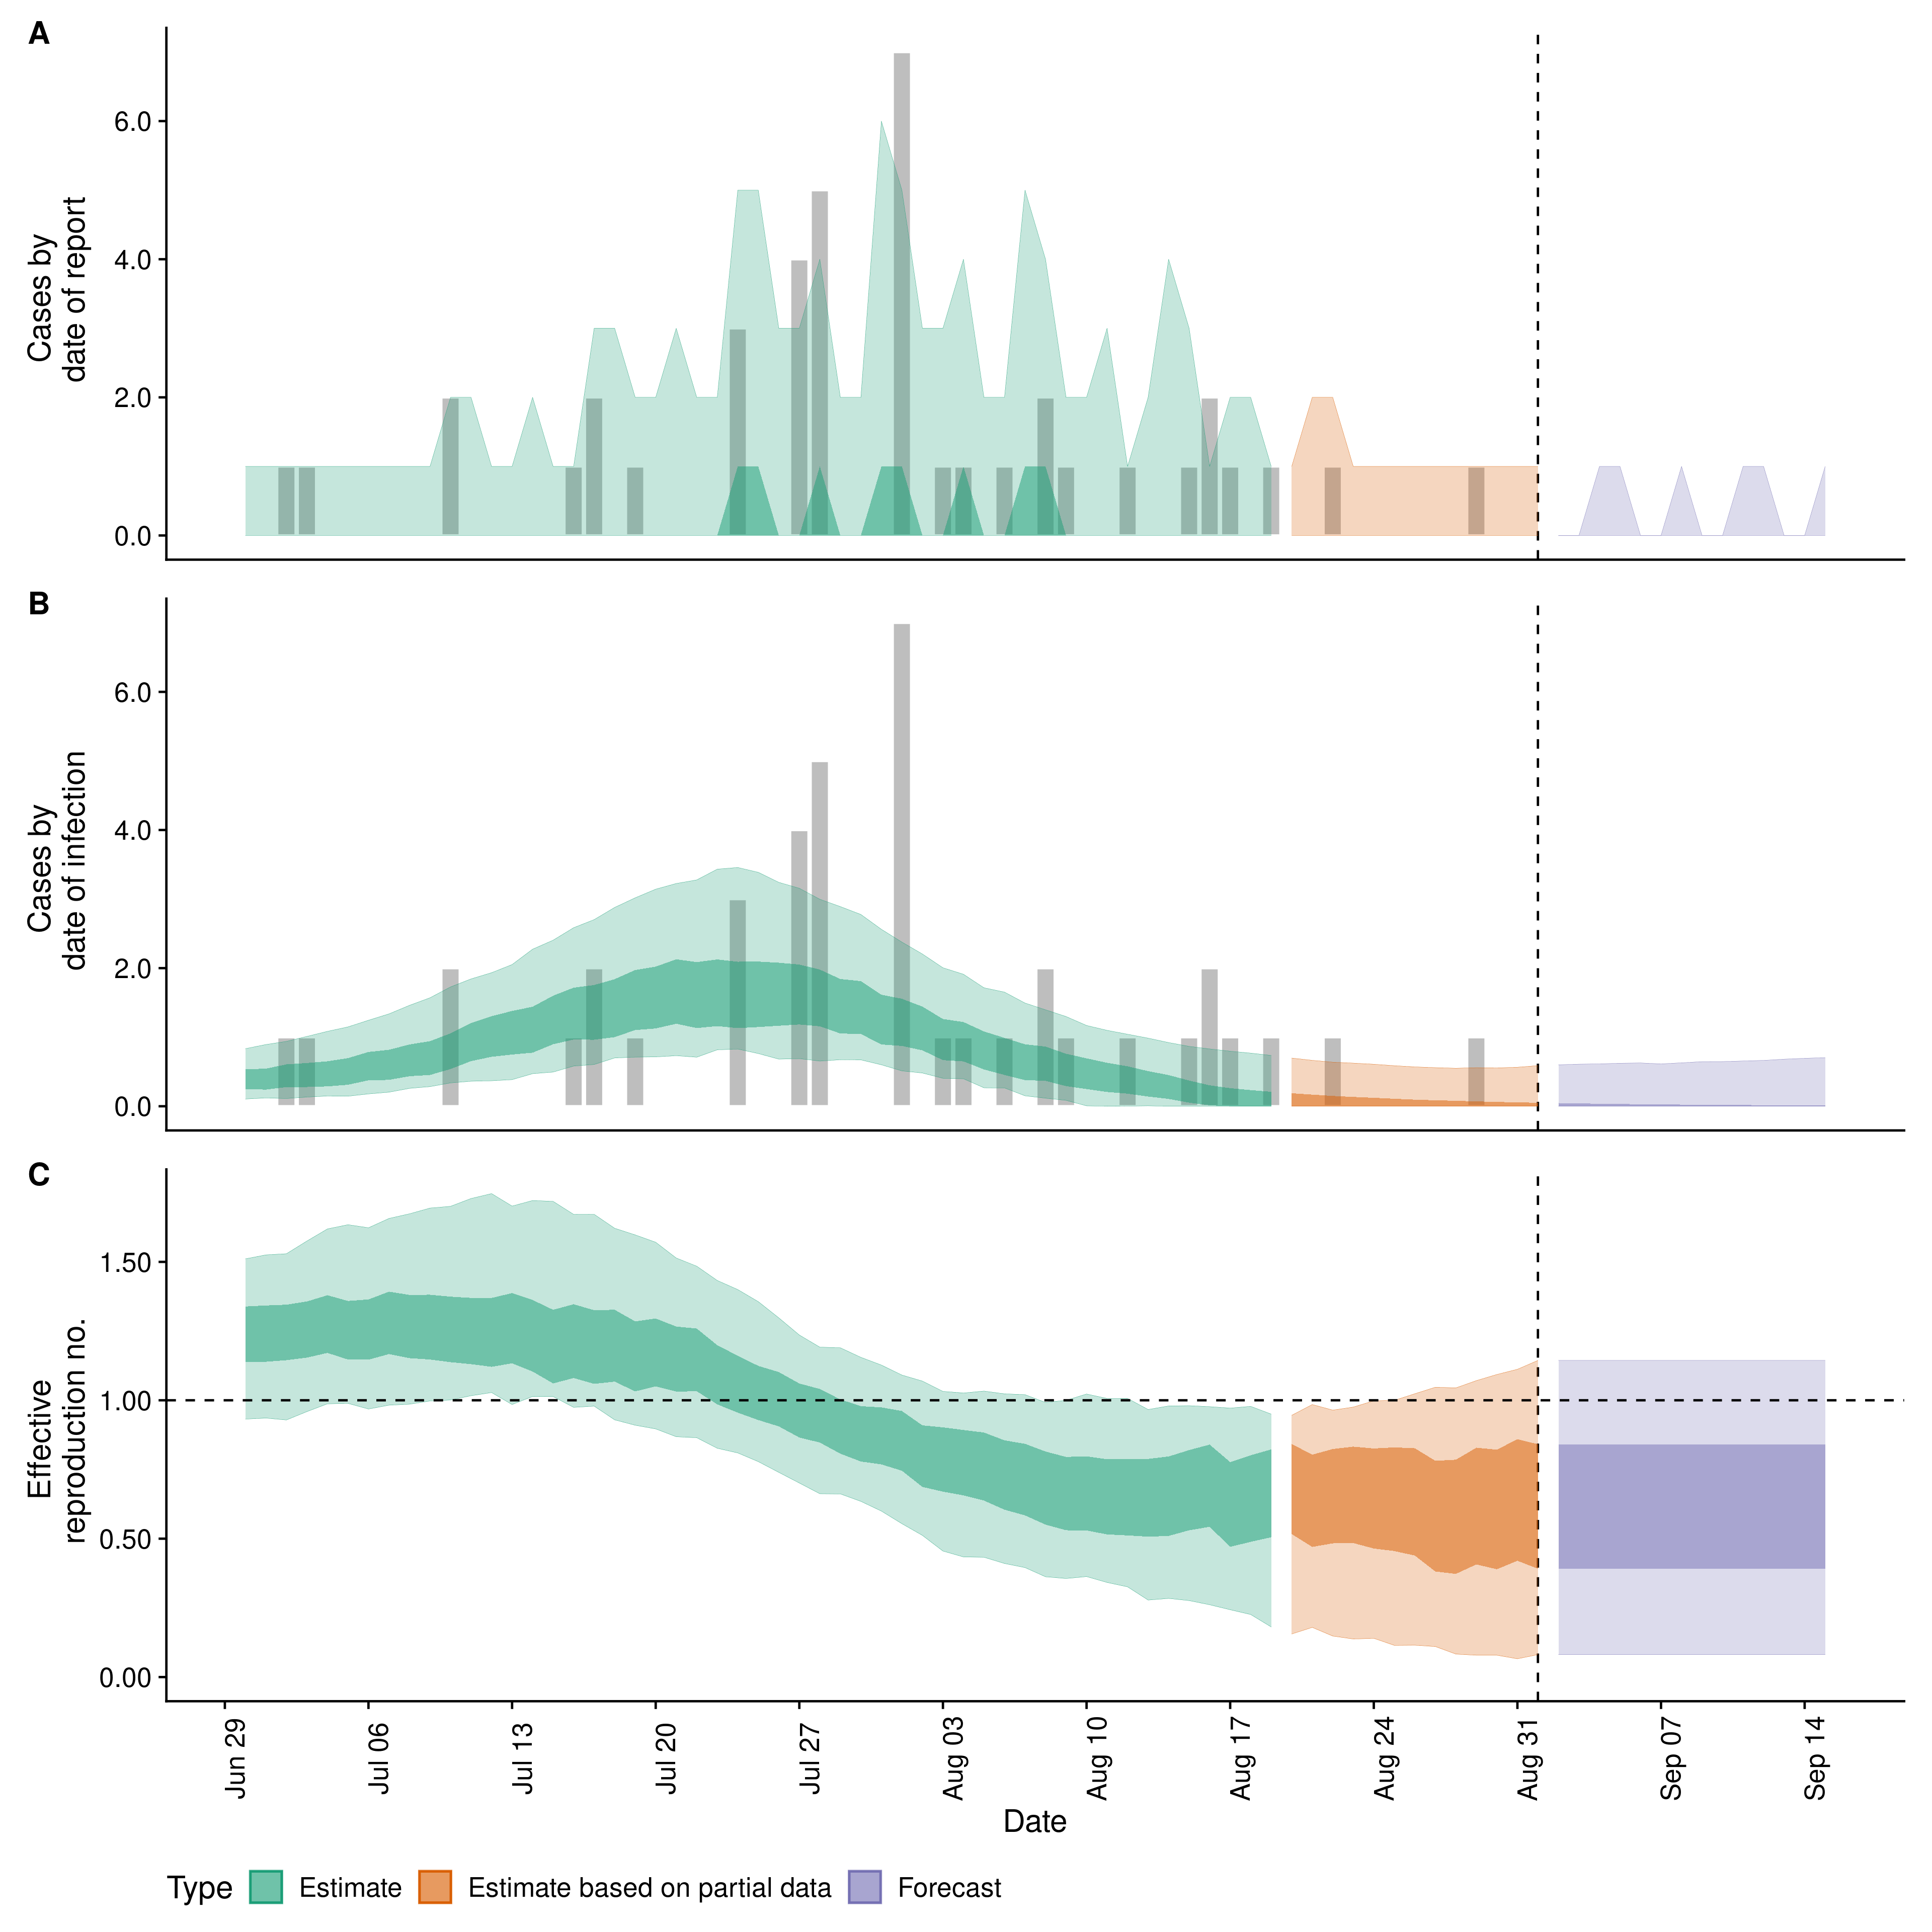 A
Cases by
date of report
6.0
4.0
2.0
0.0
B
Cases by
date of infection
6.0
4.0
2.0
0.0
C
Effective
reproduction no.
1.50
1.00
0.50
0.00
Jun 29
Jul 06
Jul 13
Jul 20
Jul 27
Aug 03
Aug 10
Aug 17
Aug 24
Aug 31
Sep 07
Sep 14
Date
Type Estimate Estimate based on partial data Forecast